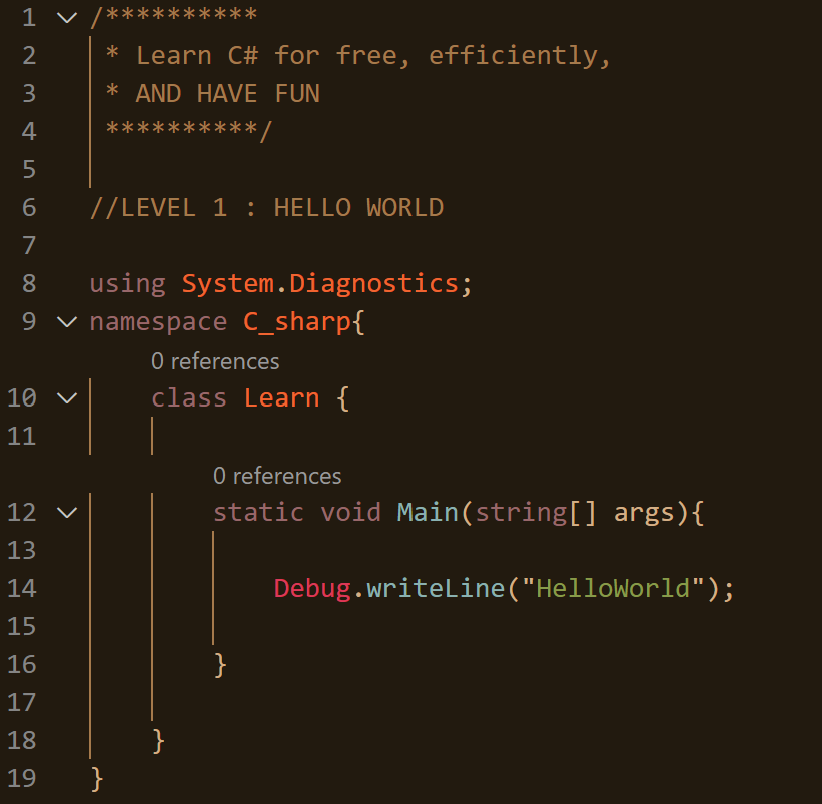 1 /**********
2 * Learn C# for free, efficiently,
3 * AND HAVE FUN
4 **********/
5
6 //LEVEL 1 : HELLO WORLD
7
8 using System.Diagnostics;
9 namespace C_sharp{
0 references
10 class Learn {
11
0 references
12 static void Main(string[] args){
13
14 Debug.writeLine("HelloWorld");
15
16 }
17
18 }
19 }